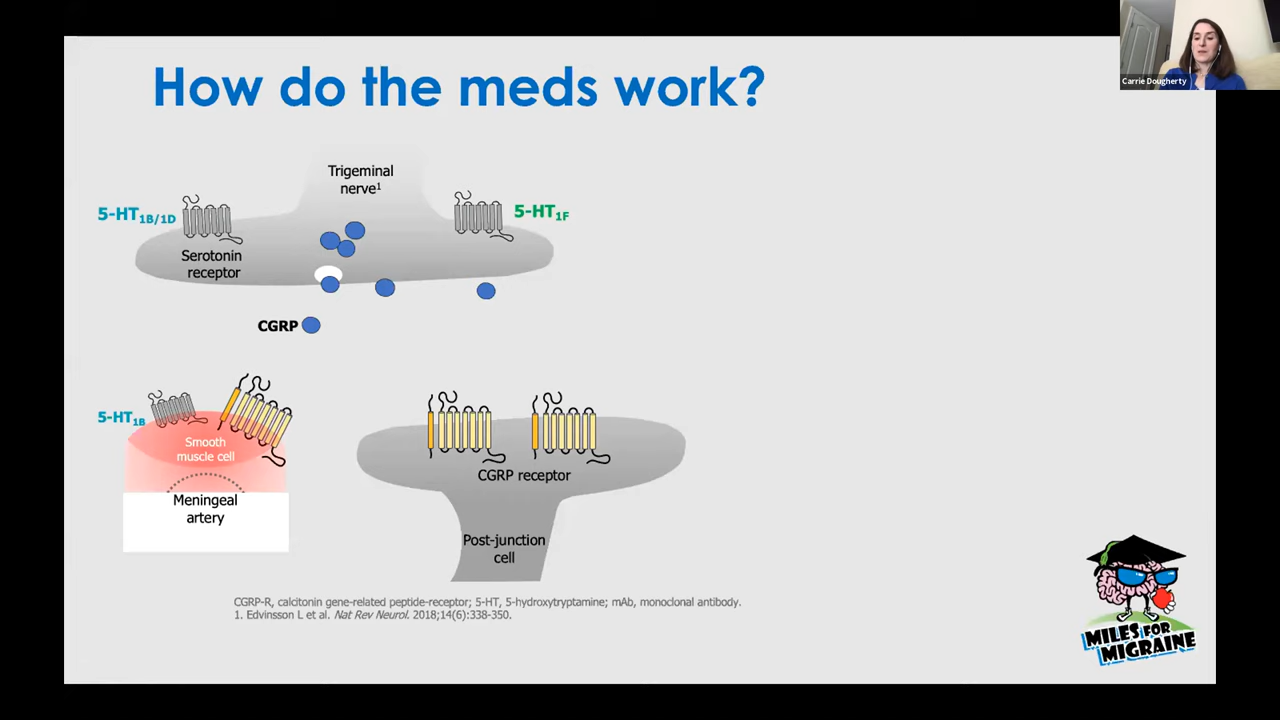 Carrie Dougherty
How do the meds work?
Trigeminal
nerve1
5-HT1B/1D
5-HT1F
Serotonin
receptor
CGRP
5-HT1B
Smooth
muscle cell
Meningeal
artery
CGRP receptor
Post-junction
cell
CGRP-R, calcitonin gene-related peptide-receptor; 5-HT, 5-hydroxytryptamine; mAb, monoclonal antibody.
1. Edvinsson L et al. Nat Rev Neurol. 2018;14(6):338-350.
MILES FOR
MIGRAINE